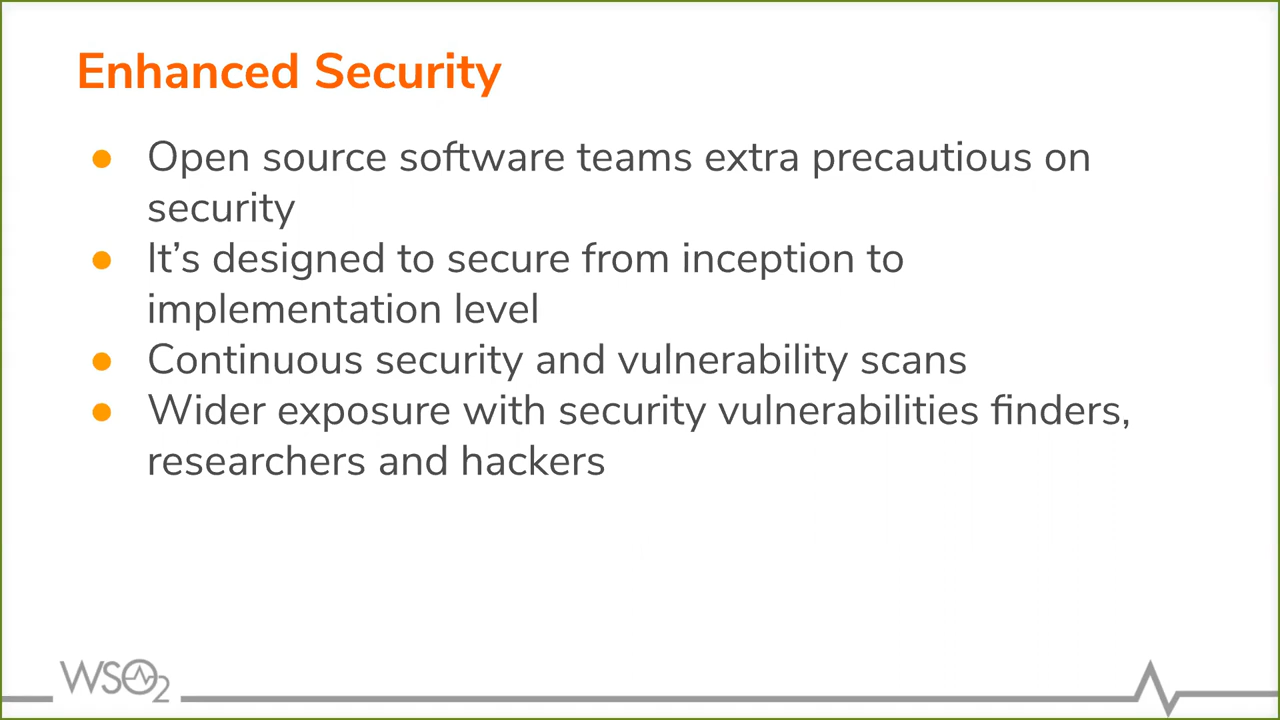 Enhanced Security
● Open source software teams extra precautious on
security
● It’s designed to secure from inception to
implementation level
● Continuous security and vulnerability scans
● Wider exposure with security vulnerabilities finders,
researchers and hackers
WSO2